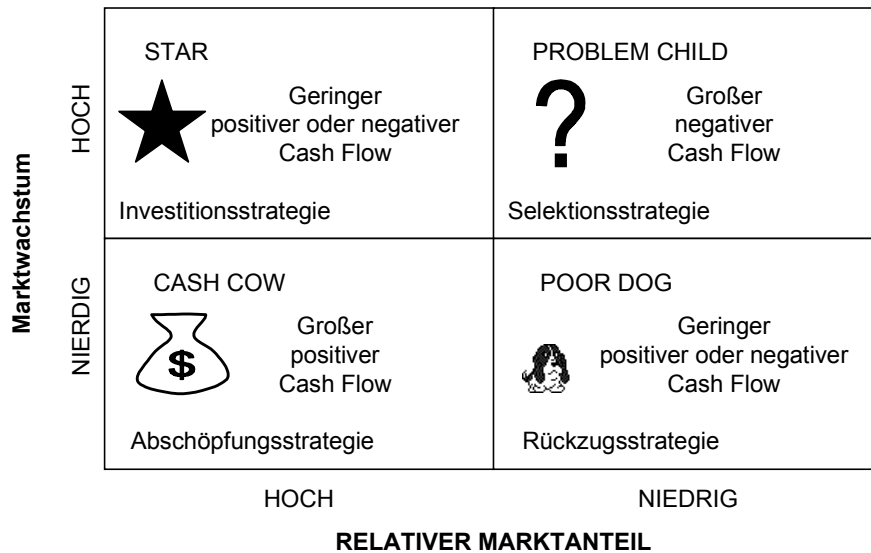 STAR
Geringer
positiver oder negativer
Cash Flow
Investitionsstrategie
PROBLEM CHILD
?
Großer
negativer
Cash Flow
Selektionsstrategie
CASH COW
$
Großer
positiver
Cash Flow
Abschöpfungsstrategie
POOR DOG
Geringer
positiver oder negativer
Cash Flow
Rückzugsstrategie
Marktwachstum
HOCH
NIERDIG
HOCH
NIEDRIG
RELATIVER MARKTANTEIL